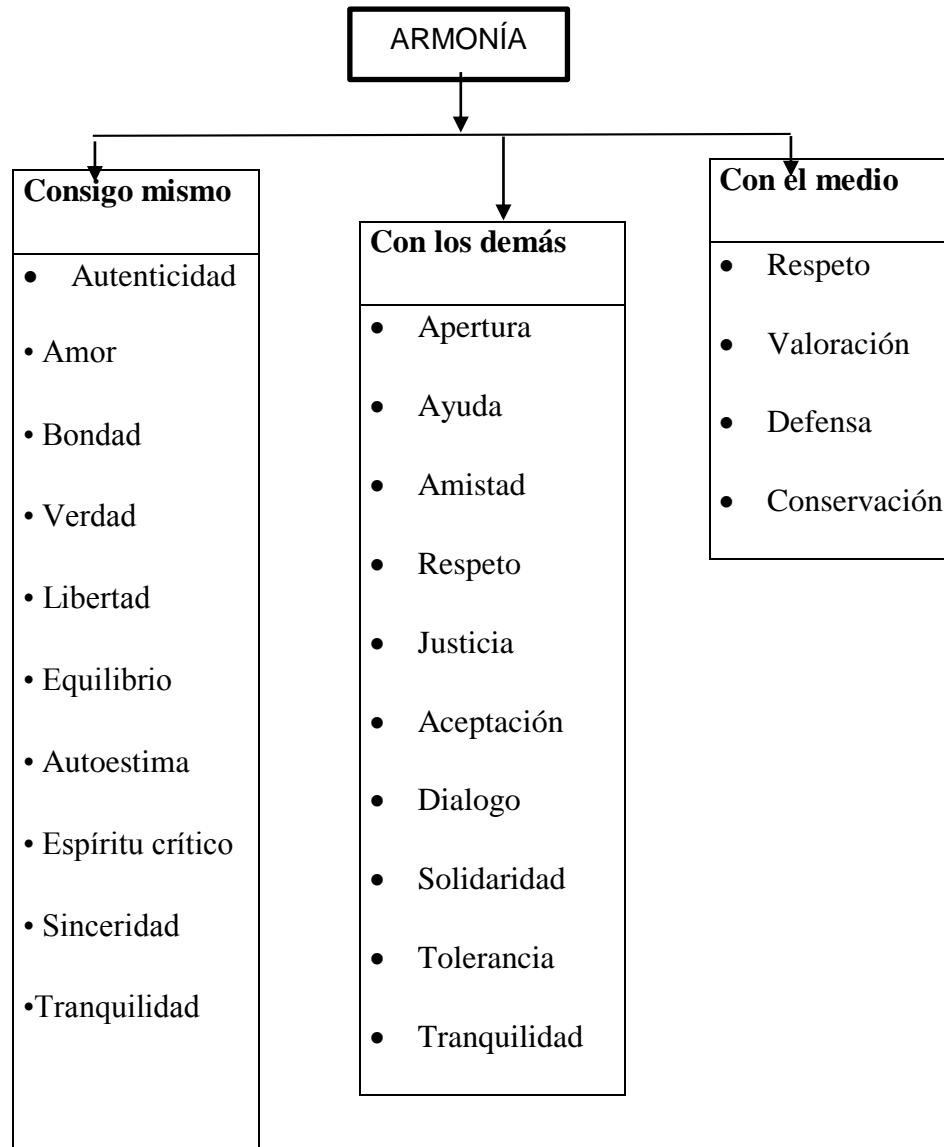 ARMONÍA
Consigo mismo
• Autenticidad
• Amor
• Bondad
• Verdad
• Libertad
• Equilibrio
• Autoestima
• Espíritu crítico
• Sinceridad
•Tranquilidad
Con los demás
• Apertura
• Ayuda
• Amistad
• Respeto
• Justicia
• Aceptación
• Dialogo
• Solidaridad
• Tolerancia
• Tranquilidad
Con el medio
• Respeto
• Valoración
• Defensa
• Conservación